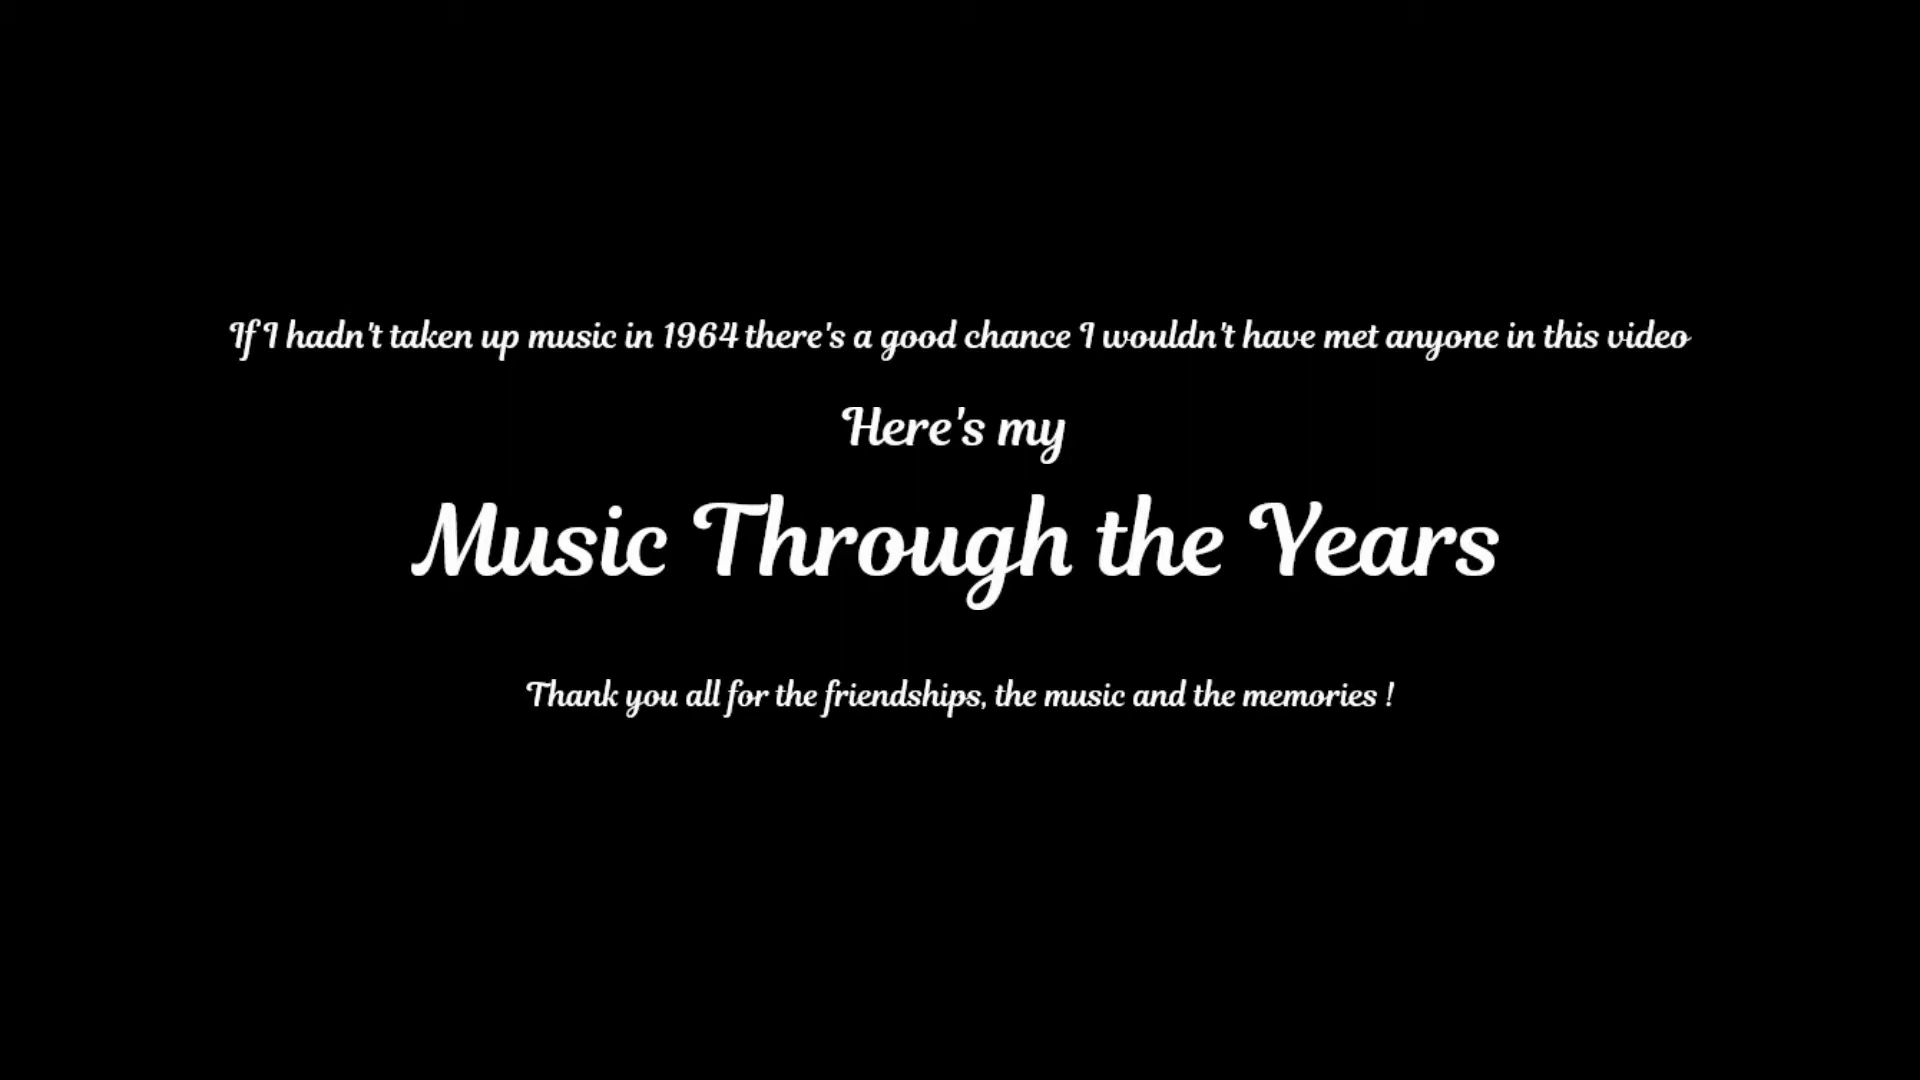 If I hadn't taken up music in 1964 there's a good chance I wouldn't have met anyone in this video
Here's my
Music Through the Years
Thank you all for the friendships, the music and the memories !